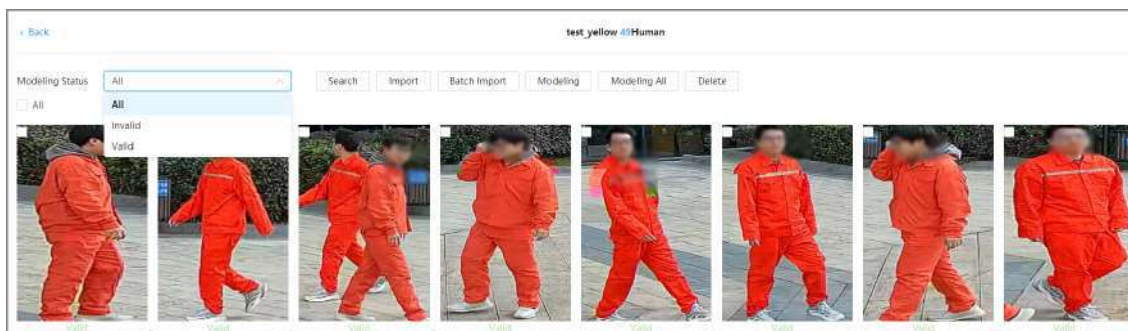 < Back
test_yellow 49Human
Modeling Status All Search Import Batch Import Modeling Modeling All Delete
All
All
Invalid
Valid
Valid Valid Valid Valid Valid Valid Valid Valid